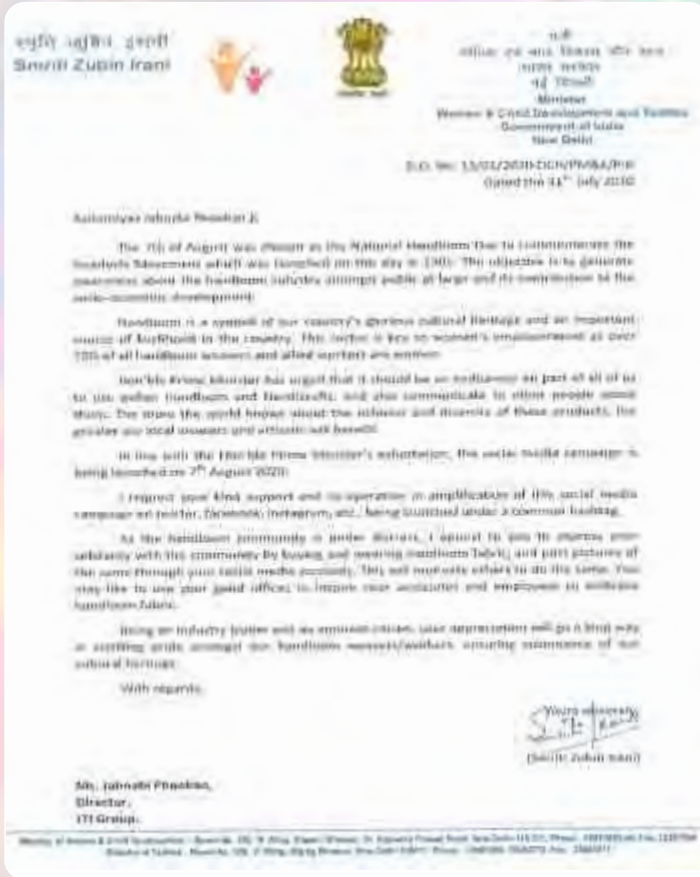 स्मृति ज़ूबिन इरानी
Smriti Zubin Irani
मंत्री
महिला एवं बाल विकास और वस्त्र
भारत सरकार
नई दिल्ली
Minister
Women & Child Development and Textiles
Government of India
New Delhi
Dated the 31st July 2020
The 7th of August was chosen as the National Handloom Day to commemorate the
Swadeshi Movement which was launched on this day in 1905. The objective is to generate
awareness about the handloom industry amongst public at large and its contribution to the
socio-economic development.
Handloom is a symbol of our country's glorious cultural heritage and an important
source of livelihood in the country. This sector is key to women's empowerment as over
70% of all handloom weavers and allied workers are women.
Hon'ble Prime Minister has urged that it should be an endeavour on part of all of us
to use Indian handloom and handicrafts, and also communicate to other people about
them. The more the world knows about the richness and diversity of these products, the
greater our local weavers and artisans will benefit.
In line with the Hon'ble Prime Minister's exhortation, the social media campaign is
being launched on 7th August 2020.
I request your kind support and co-operation in amplification of this social media
campaign on twitter, facebook, instagram, etc., being launched under a common hashtag.
As the handloom community is under distress, I appeal to you to express your
solidarity with the community by buying and wearing handloom fabric, and post pictures of
the same through your social media accounts. This will motivate others to do the same. You
may like to use your good offices to inspire your associates and employees to embrace
handloom fabric.
Being an industry leader and an eminent citizen, your appreciation will go a long way
in instilling pride amongst our handloom weavers/workers, ensuring sustenance of our
cultural heritage.
With regards,
Yours sincerely
(Smriti Zubin Irani)
Ms. Jahnabi Phookan,
Director,
JTI Group.